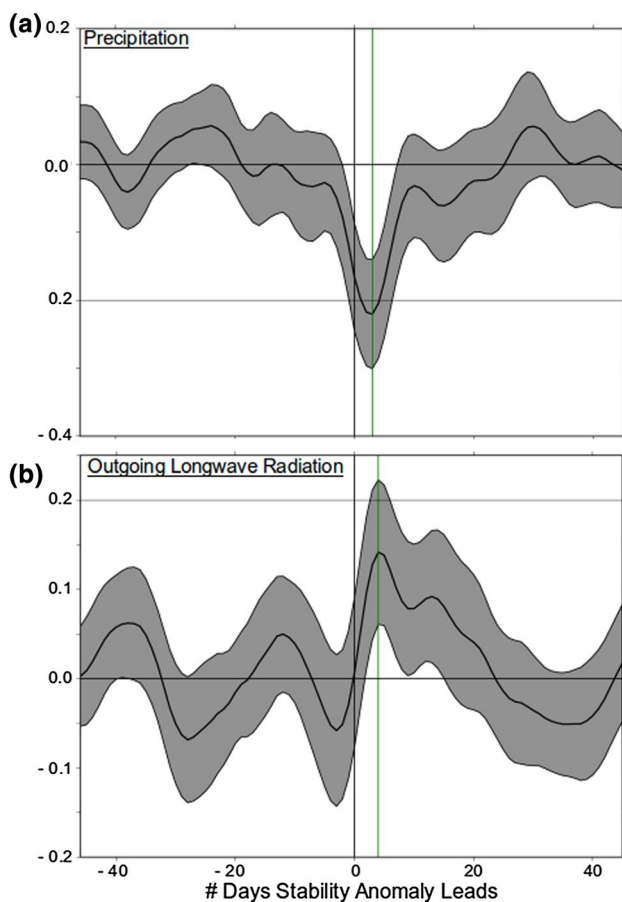 (a)
Precipitation
0.2
0.0
0.2
- 0.4
(b)
Outgoing Longwave Radiation
0.2
0.1
0.0
- 0.1
- 0.2
- 40
- 20
0
20
40
# Days Stability Anomaly Leads